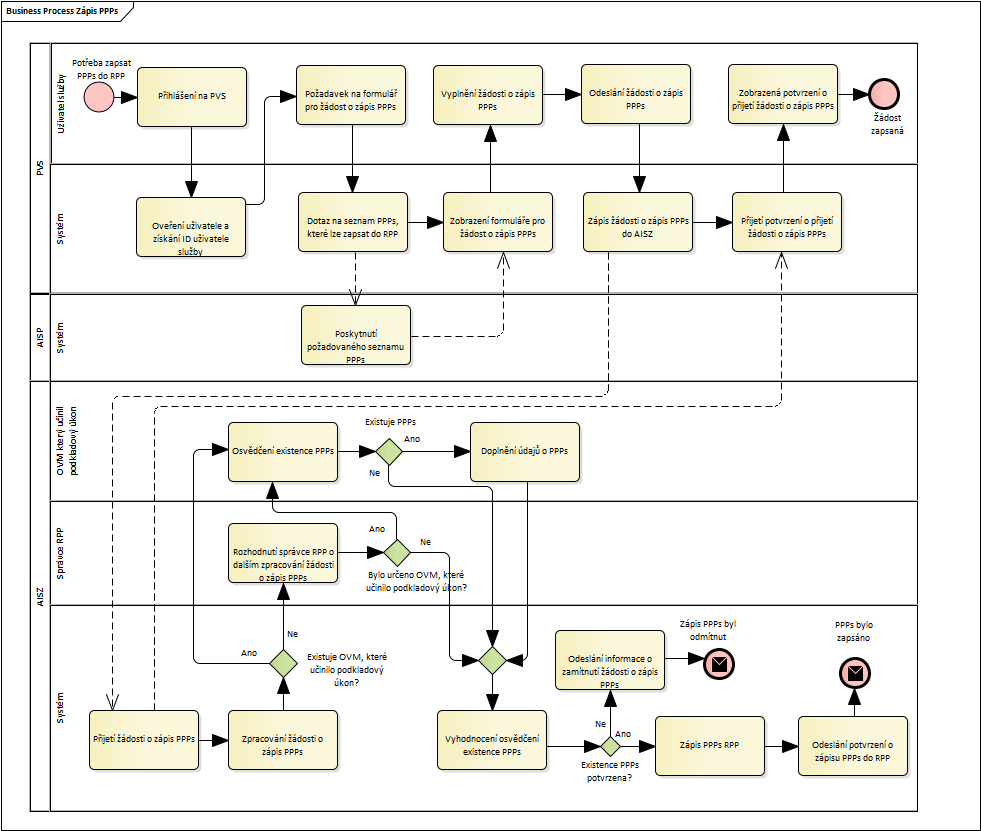 Business Process Zápis PPPs
PVS
Uživatel služby
Potřeba zapsat
PPPs do RPP
Přihlášení na PVS
Požadavek na formulář
pro žádost o zápis PPPs
Vyplnění žádosti o zápis
PPPs
Odeslání žádosti o zápis
PPPs
Zobrazená potvrzení o
přijetí žádosti o zápis PPPs
Žádost
zapsaná
Systém
Oveření uživatele a
získání ID uživatele
služby
Dotaz na seznam PPPs,
které lze zapsat do RPP
Zobrazení formuláře pro
žádost o zápis PPPs
Zápis žádosti o zápis PPPs
do AISZ
Přijetí potvrzení o přijetí
žádosti o zápis PPPs
AISP
Systém
Poskytnutí
požadovaného seznamu
PPPs
AISZ
OVM který učinil
podkladový úkon
Osvědčení existence PPPs
Existuje PPPs
Ano
Ne
Doplnění údajů o PPPs
Správce RPP
Rozhodnutí správce RPP o
dalším zpracování žádosti
o zápis PPPs
Ano
Ne
Bylo určeno OVM, které
učinilo podkladový úkon?
Systém
Přijetí žádosti o zápis PPPs
Zpracování žádosti o
zápis PPPs
Ano
Ne
Existuje OVM, které
učinilo podkladový
úkon?
Vyhodnocení osvědčení
existence PPPs
Odeslání informace o
zamítnutí žádosti o zápis
PPPs
Zápis PPPs byl
odmítnut
Ne
Ano
Existence PPPs
potvrzena?
Zápis PPPs RPP
Odeslání potvrzení o
zápisu PPPs do RPP
PPPs bylo
zapsáno